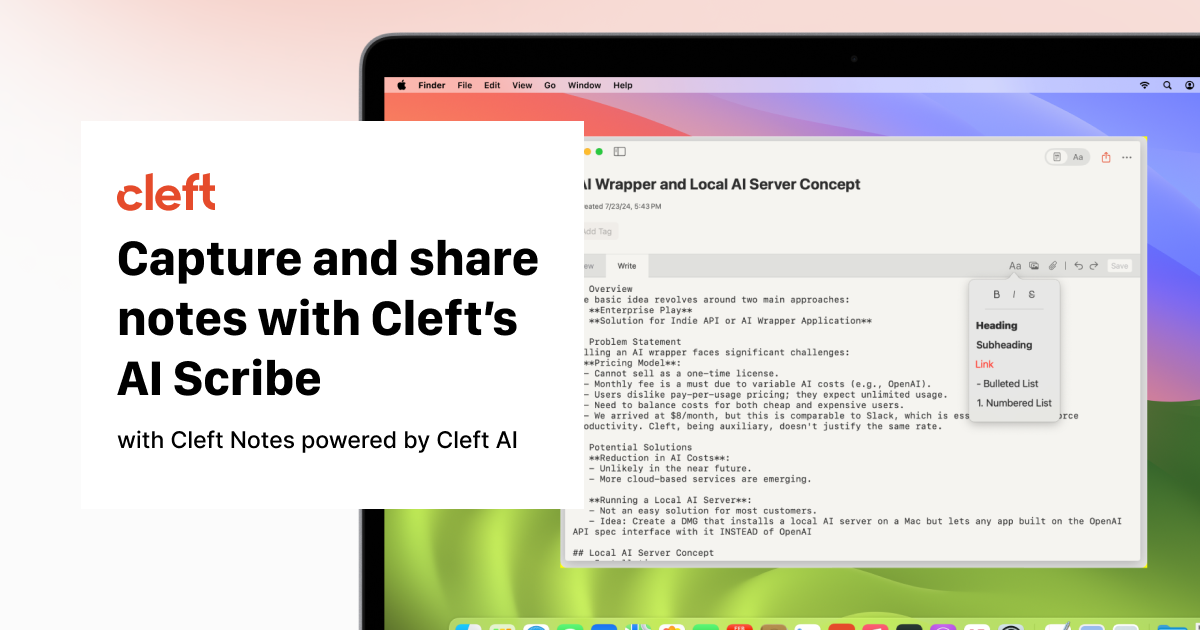 Finder File Edit View Go Window Help
cleft
Capture and share
notes with Cleft's
AI Scribe
with Cleft Notes powered by Cleft AI
AI Wrapper and Local AI Server Concept
eated 7/23/24, 5:43 PM
Add Tag
ew Write Aa Save
Aa
B I S
Heading
Subheading
Link
- Bulleted List
1. Numbered List
Overview
e basic idea revolves around two main approaches:
**Enterprise Play**
**Solution for Indie API or AI Wrapper Application**
Problem Statement
lling an AI wrapper faces significant challenges:
**Pricing Model**:
- Cannot sell as a one-time license.
- Monthly fee is a must due to variable AI costs (e.g., OpenAI).
- Users dislike pay-per-usage pricing; they expect unlimited usage.
- Need to balance costs for both cheap and expensive users.
- We arrived at $8/month, but this is comparable to Slack, which is ess orce
oductivity. Cleft, being auxiliary, doesn't justify the same rate.
Potential Solutions
**Reduction in AI Costs**:
- Unlikely in the near future.
- More cloud-based services are emerging.
**Running a Local AI Server**:
- Not an easy solution for most customers.
- Idea: Create a DMG that installs a local AI server on a Mac but lets any app built on the OpenAI
API spec interface with it INSTEAD of OpenAI
## Local AI Server Concept